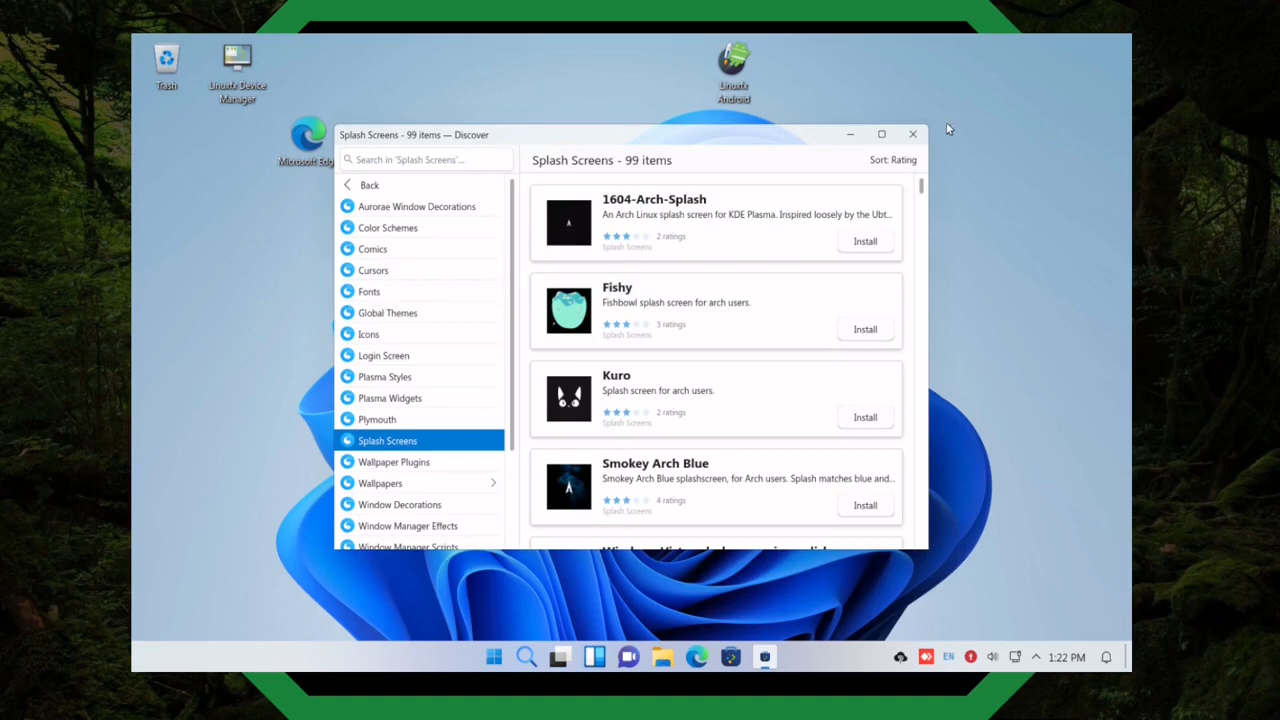 Trash
Linuxfx Device
Manager
Linuxfx
Android
Microsoft Edg
Splash Screens - 99 items — Discover
Search in 'Splash Screens'...
Splash Screens - 99 items
Sort: Rating
Back
Aurorae Window Decorations
Color Schemes
Comics
Cursors
Fonts
Global Themes
Icons
Login Screen
Plasma Styles
Plasma Widgets
Plymouth
Splash Screens
Wallpaper Plugins
Wallpapers
Window Decorations
Window Manager Effects
Window Manager Scripts
1604-Arch-Splash
An Arch Linux splash screen for KDE Plasma. Inspired loosely by the Ubt...
2 ratings
Splash Screens
Install
Fishy
Fishbowl splash screen for arch users.
3 ratings
Splash Screens
Install
Kuro
Splash screen for arch users.
2 ratings
Splash Screens
Install
Smokey Arch Blue
Smokey Arch Blue splashscreen, for Arch users. Splash matches blue and...
4 ratings
Splash Screens
Install
EN
1:22 PM